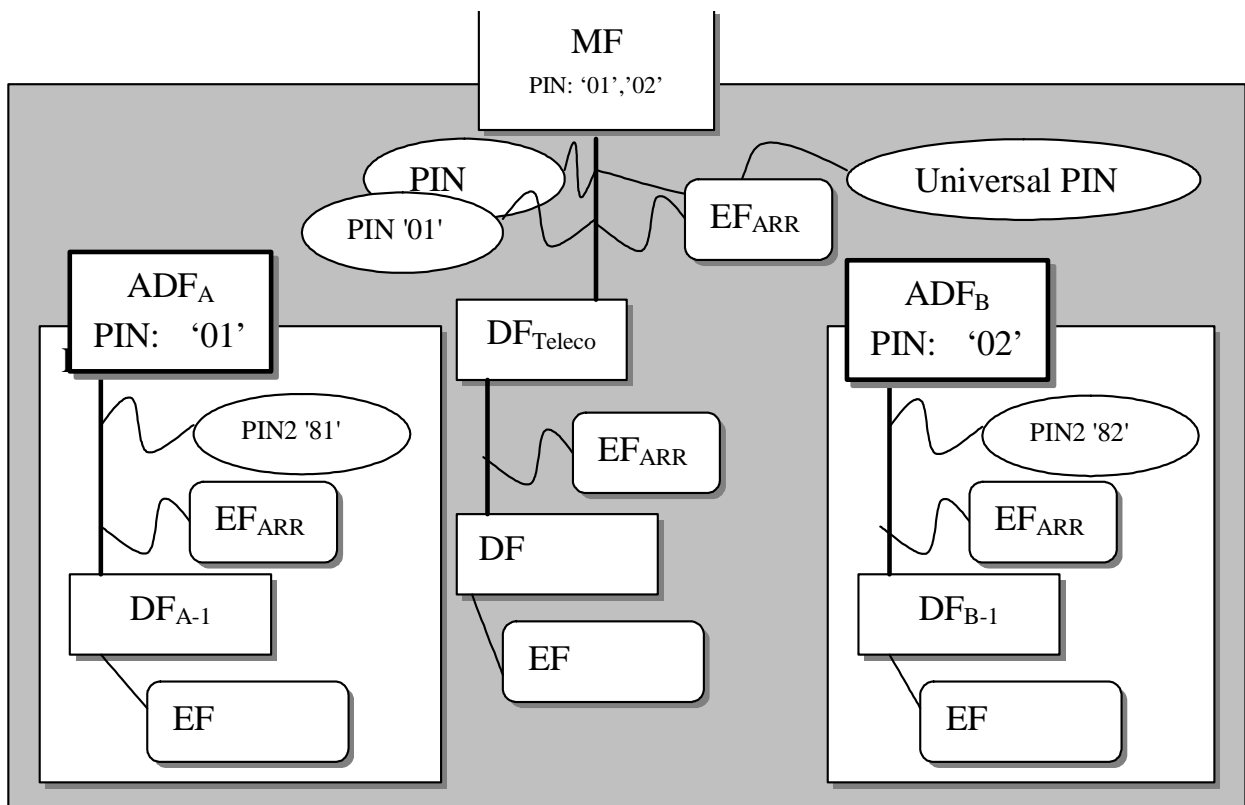 MF
PIN: ‘01’,’02’
PIN
Universal PIN
PIN '01'
EFARR
ADFA
PIN: ‘01’
DFTeleco
ADFB
PIN: ‘02’
PIN2 '81'
EFARR
PIN2 '82'
EFARR
EFARR
DF
DFA-1
DFB-1
EF
EF
EF